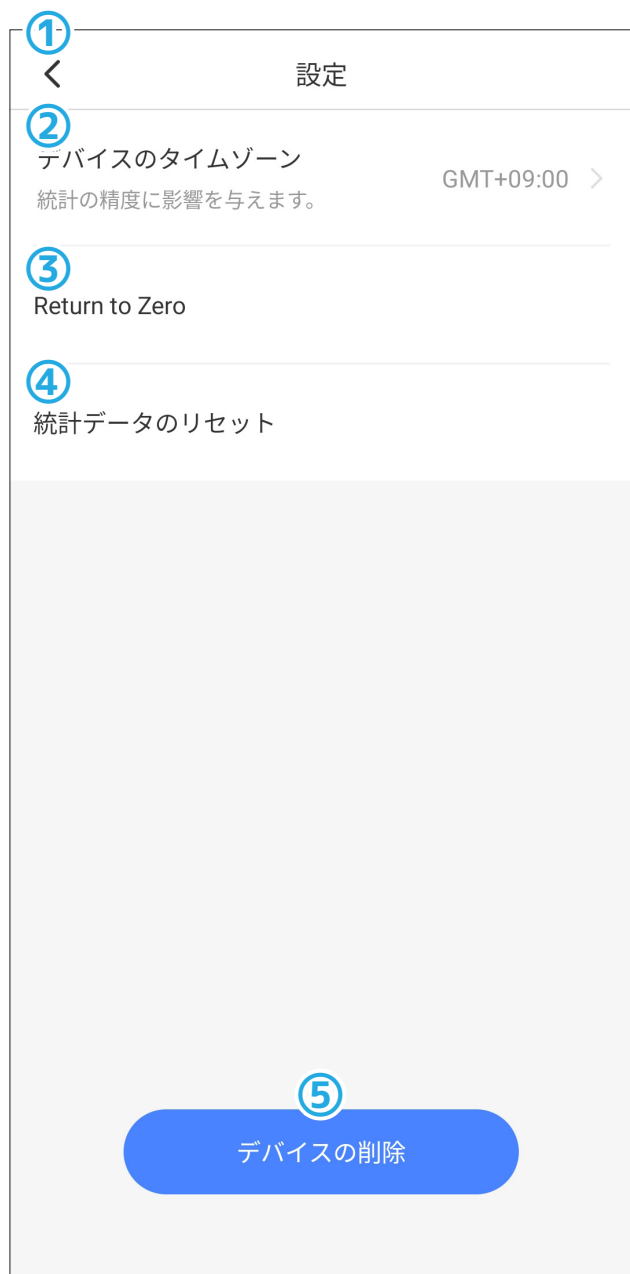 ①
設定
②
デバイスのタイムゾーン
GMT+09:00
統計の精度に影響を与えます。
③
Return to Zero
④
統計データのリセット
⑤
デバイスの削除